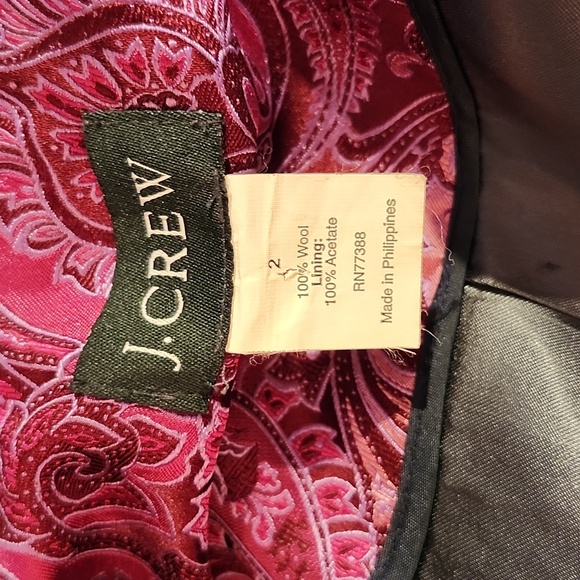 J.CREW
2
100% Wool
Lining:
100% Acetate
RN77388
Made in Philippines